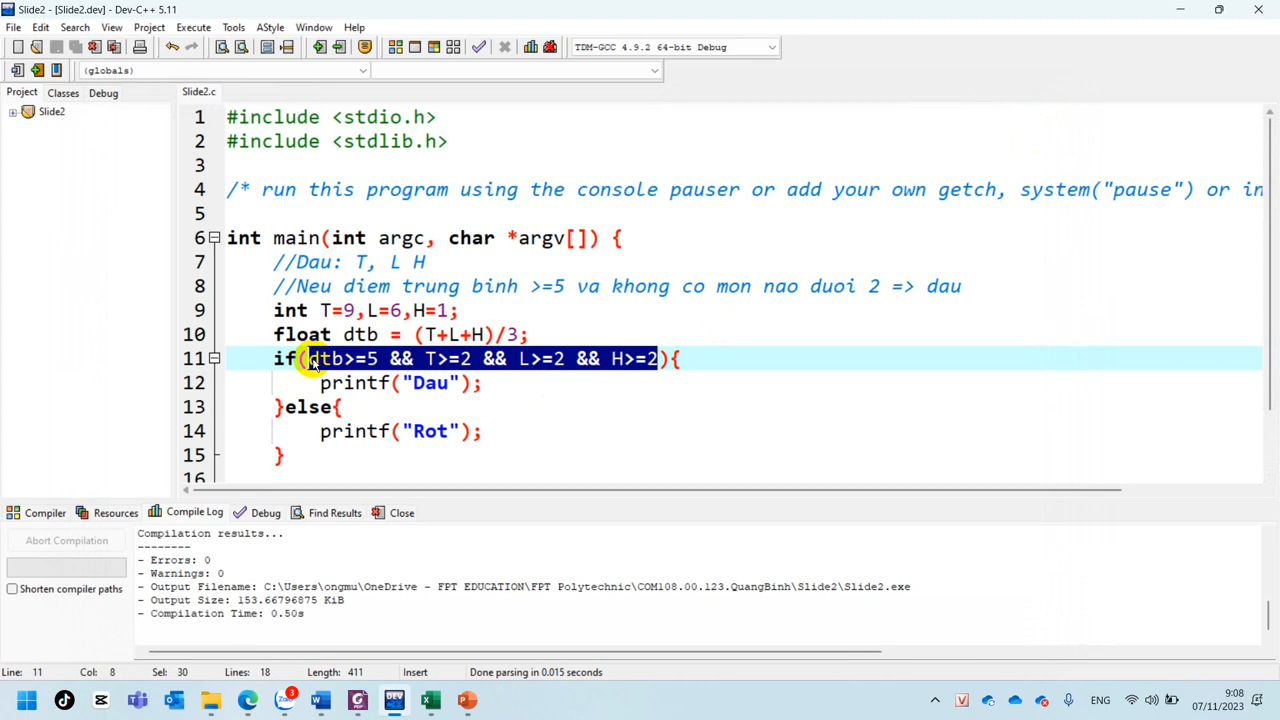 Slide2 - [Slide2.dev] - Dev-C++ 5.11
File Edit Search View Project Execute Tools AStyle Window Help
TDM-GCC 4.9.2 64-bit Debug
(globals)
Project Classes Debug
Slide2.c
Slide2
1 #include <stdio.h>
2 #include <stdlib.h>
3
4 /* run this program using the console pauser or add your own getch, system("pause") or in
5
6 int main(int argc, char *argv[]) {
7 //Dau: T, L H
8 //Neu diem trung binh >=5 va khong co mon nao duoi 2 => dau
9 int T=9,L=6,H=1;
10 float dtb = (T+L+H)/3;
11 if(dtb>=5 && T>=2 && L>=2 && H>=2){
12 printf("Dau");
13 }else{
14 printf("Rot");
15 }
16
Compiler Resources Compile Log Debug Find Results Close
Abort Compilation
Shorten compiler paths
Compilation results...
--------
- Errors: 0
- Warnings: 0
- Output Filename: C:\Users\ongmu\OneDrive - FPT EDUCATION\FPT Polytechnic\COM108.00.123.QuangBinh\Slide2\Slide2.exe
- Output Size: 153.66796875 KiB
- Compilation Time: 0.50s
Line: 11 Col: 8 Sel: 30 Lines: 18 Length: 411 Insert Done parsing in 0.015 seconds
3
ENG
9:08
07/11/2023